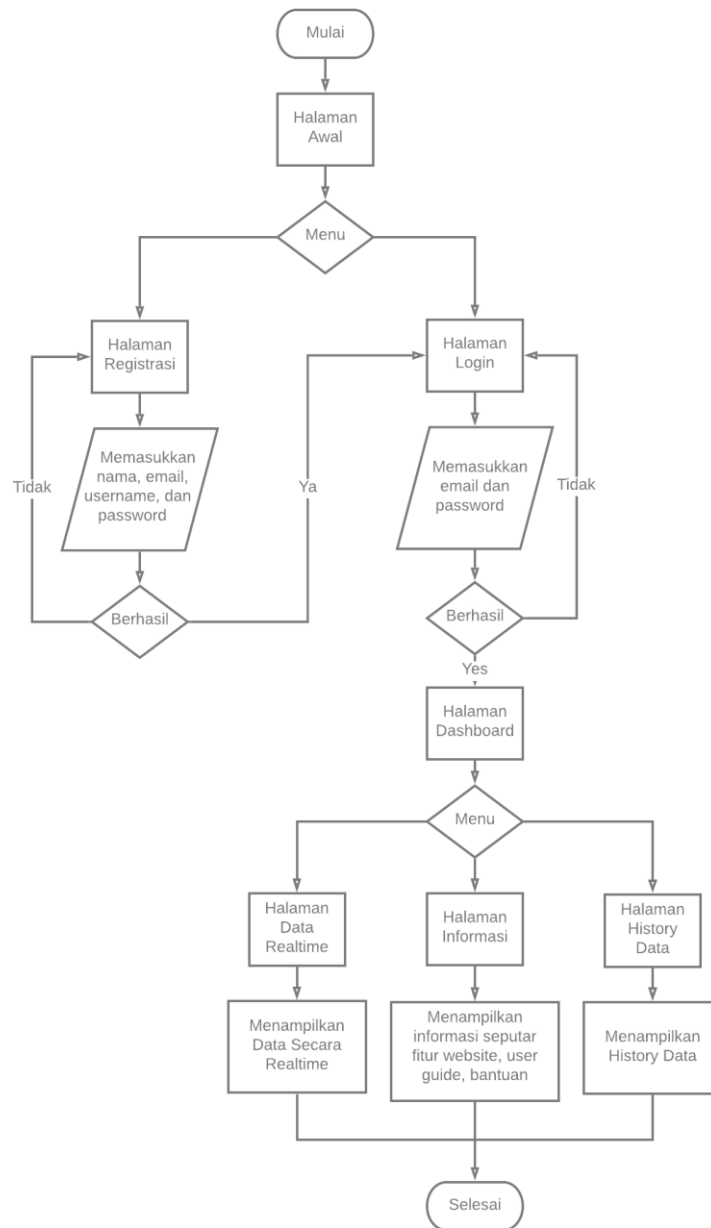 Mulai
Halaman
Awal
Menu
Halaman
Registrasi
Halaman
Login
Memasukkan
nama, email,
username, dan
password
Memasukkan
email dan
password
Tidak
Ya
Tidak
Berhasil
Berhasil
Yes
Halaman
Dashboard
Menu
Halaman
Data
Realtime
Halaman
Informasi
Halaman
History
Data
Menampilkan
Data Secara
Realtime
Menampilkan
informasi seputar
fitur website, user
guide, bantuan
Menampilkan
History Data
Selesai